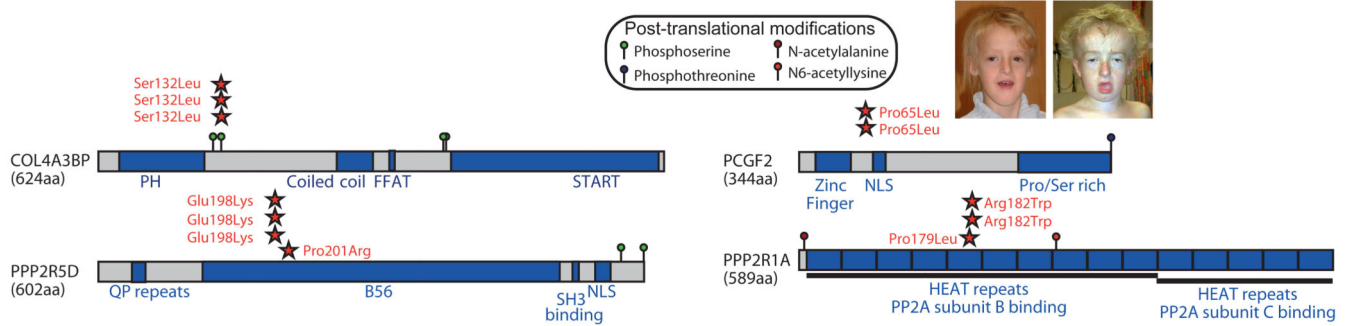 Post-translational modifications
Phosphoserine
N-acetylalanine
Phosphothreonine
N6-acetyllysine
Ser132Leu
Ser132Leu
Ser132Leu
COL4A3BP
(624aa)
PH
Coiled coil
FFAT
START
Pro65Leu
Pro65Leu
PCGF2
(344aa)
Zinc
Finger
NLS
Pro/Ser rich
Glu198Lys
Glu198Lys
Glu198Lys
Pro201Arg
PPP2R5D
(602aa)
QP repeats
B56
SH3
binding
NLS
Arg182Trp
Arg182Trp
Pro179Leu
PPP2R1A
(589aa)
HEAT repeats
PP2A subunit B binding
HEAT repeats
PP2A subunit C binding